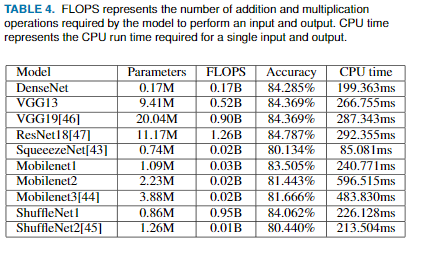 TABLE 4. FLOPS represents the number of addition and multiplication
operations required by the model to perform an input and output. CPU time
represents the CPU run time required for a single input and output.
Model Parameters FLOPS Accuracy CPU time
DenseNet 0.17M 0.17B 84.285% 199.363ms
VGG13 9.41M 0.52B 84.369% 266.755ms
VGG19[46] 20.04M 0.90B 84.369% 287.343ms
ResNet18[47] 11.17M 1.26B 84.787% 292.355ms
SqueeezeNet[43] 0.74M 0.02B 80.134% 85.081ms
Mobilenet1 1.09M 0.03B 83.505% 240.771ms
Mobilenet2 2.23M 0.02B 81.443% 596.515ms
Mobilenet3[44] 3.88M 0.02B 81.666% 483.830ms
ShuffleNet1 0.86M 0.95B 84.062% 226.128ms
ShuffleNet2[45] 1.26M 0.01B 80.440% 213.504ms